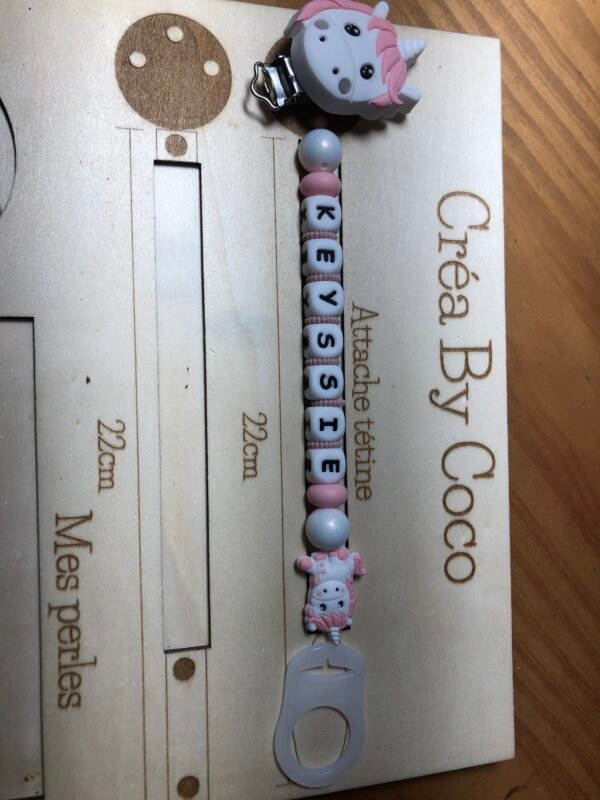 Créa By Coco
Attache tétine
KEYSSIE
22cm
22cm
Mes perles